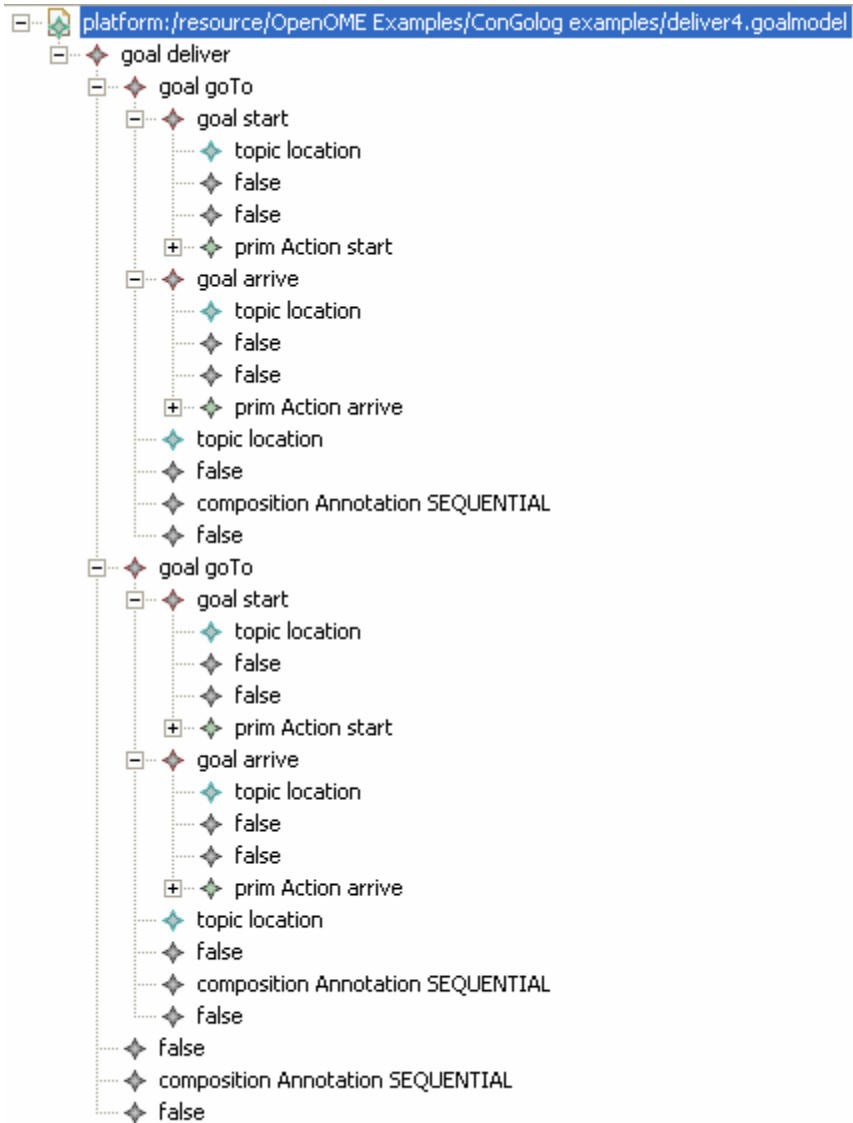 platform:/resource/OpenOME Examples/ConGolog examples/deliver4.goalmodel
goal deliver
goal goTo
goal start
topic location
false
false
prim Action start
goal arrive
topic location
false
false
prim Action arrive
topic location
false
composition Annotation SEQUENTIAL
false
goal goTo
goal start
topic location
false
false
prim Action start
goal arrive
topic location
false
false
prim Action arrive
topic location
false
composition Annotation SEQUENTIAL
false
false
composition Annotation SEQUENTIAL
false